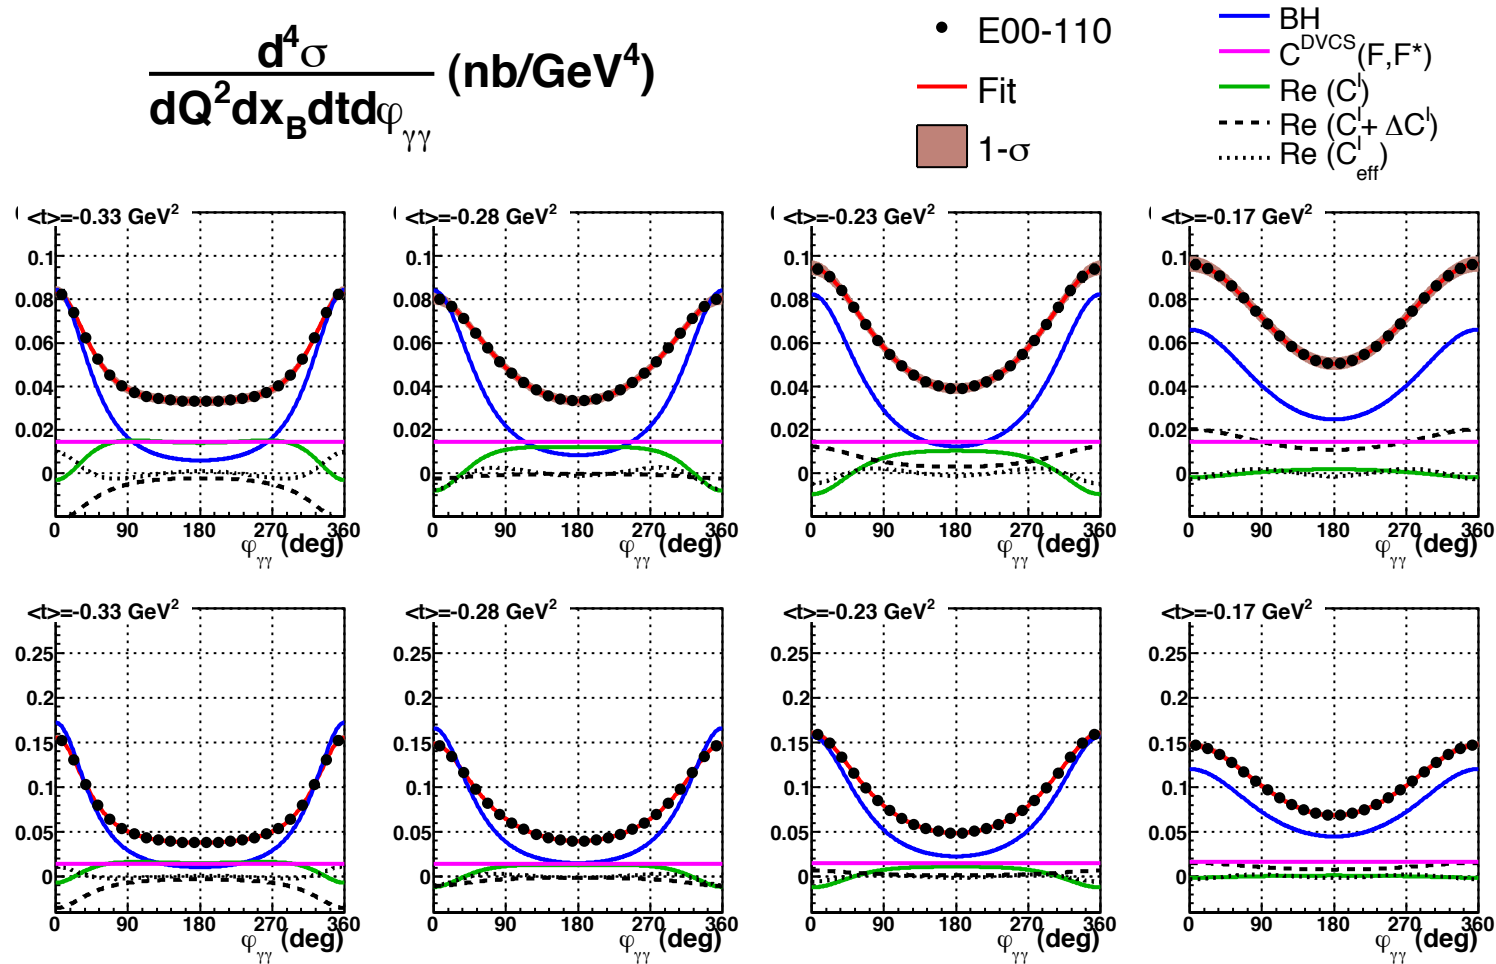 d⁴σ
dQ²dx_Bdtdφ_γγ (nb/GeV⁴)
E00-110
Fit
1-σ
BH
C^DVCS(F,F*)
Re (C^I)
Re (C^I + ΔC^I)
Re (C^I_eff)
<t>=-0.33 GeV² <t>=-0.28 GeV² <t>=-0.23 GeV² <t>=-0.17 GeV²
0.1 0.1 0.1 0.1
0.08 0.08 0.08 0.08
0.06 0.06 0.06 0.06
0.04 0.04 0.04 0.04
0.02 0.02 0.02 0.02
0 0 0 0
0 90 180 270 360 0 90 180 270 360 0 90 180 270 360 0 90 180 270 360
φ_γγ (deg) φ_γγ (deg) φ_γγ (deg) φ_γγ (deg)
<t>=-0.33 GeV² <t>=-0.28 GeV² <t>=-0.23 GeV² <t>=-0.17 GeV²
0.25 0.25 0.25 0.25
0.2 0.2 0.2 0.2
0.15 0.15 0.15 0.15
0.1 0.1 0.1 0.1
0.05 0.05 0.05 0.05
0 0 0 0
0 90 180 270 360 0 90 180 270 360 0 90 180 270 360 0 90 180 270 360
φ_γγ (deg) φ_γγ (deg) φ_γγ (deg) φ_γγ (deg)